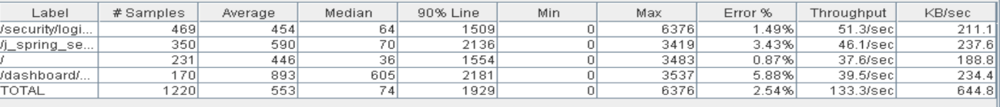 Label # Samples Average Median 90% Line Min Max Error % Throughput KB/sec
/security/logi... 469 454 64 1509 0 6376 1.49% 51.3/sec 211.1
/j_spring_se... 350 590 70 2136 0 3419 3.43% 46.1/sec 237.6
/ 231 446 36 1554 0 3483 0.87% 37.6/sec 188.8
/dashboard/... 170 893 605 2181 0 3537 5.88% 39.5/sec 234.4
TOTAL 1220 553 74 1929 0 6376 2.54% 133.3/sec 644.8